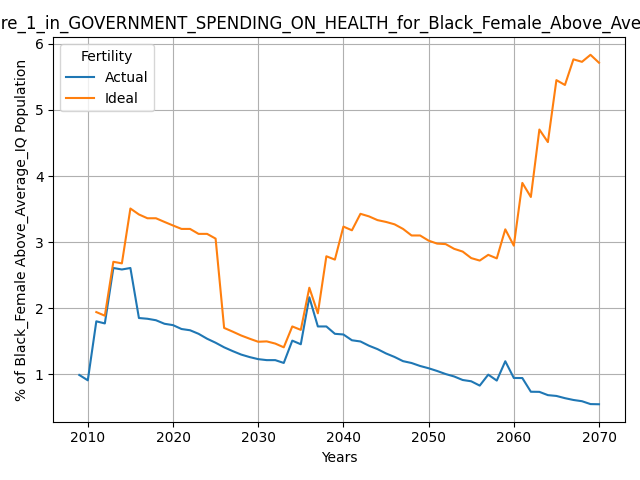 re_1_in_GOVERNMENT_SPENDING_ON_HEALTH_for_Black_Female_Above_Ave
Fertility
Actual
Ideal
% of Black_Female Above_Average_IQ Population
6
5
4
3
2
1
2010 2020 2030 2040 2050 2060 2070
Years